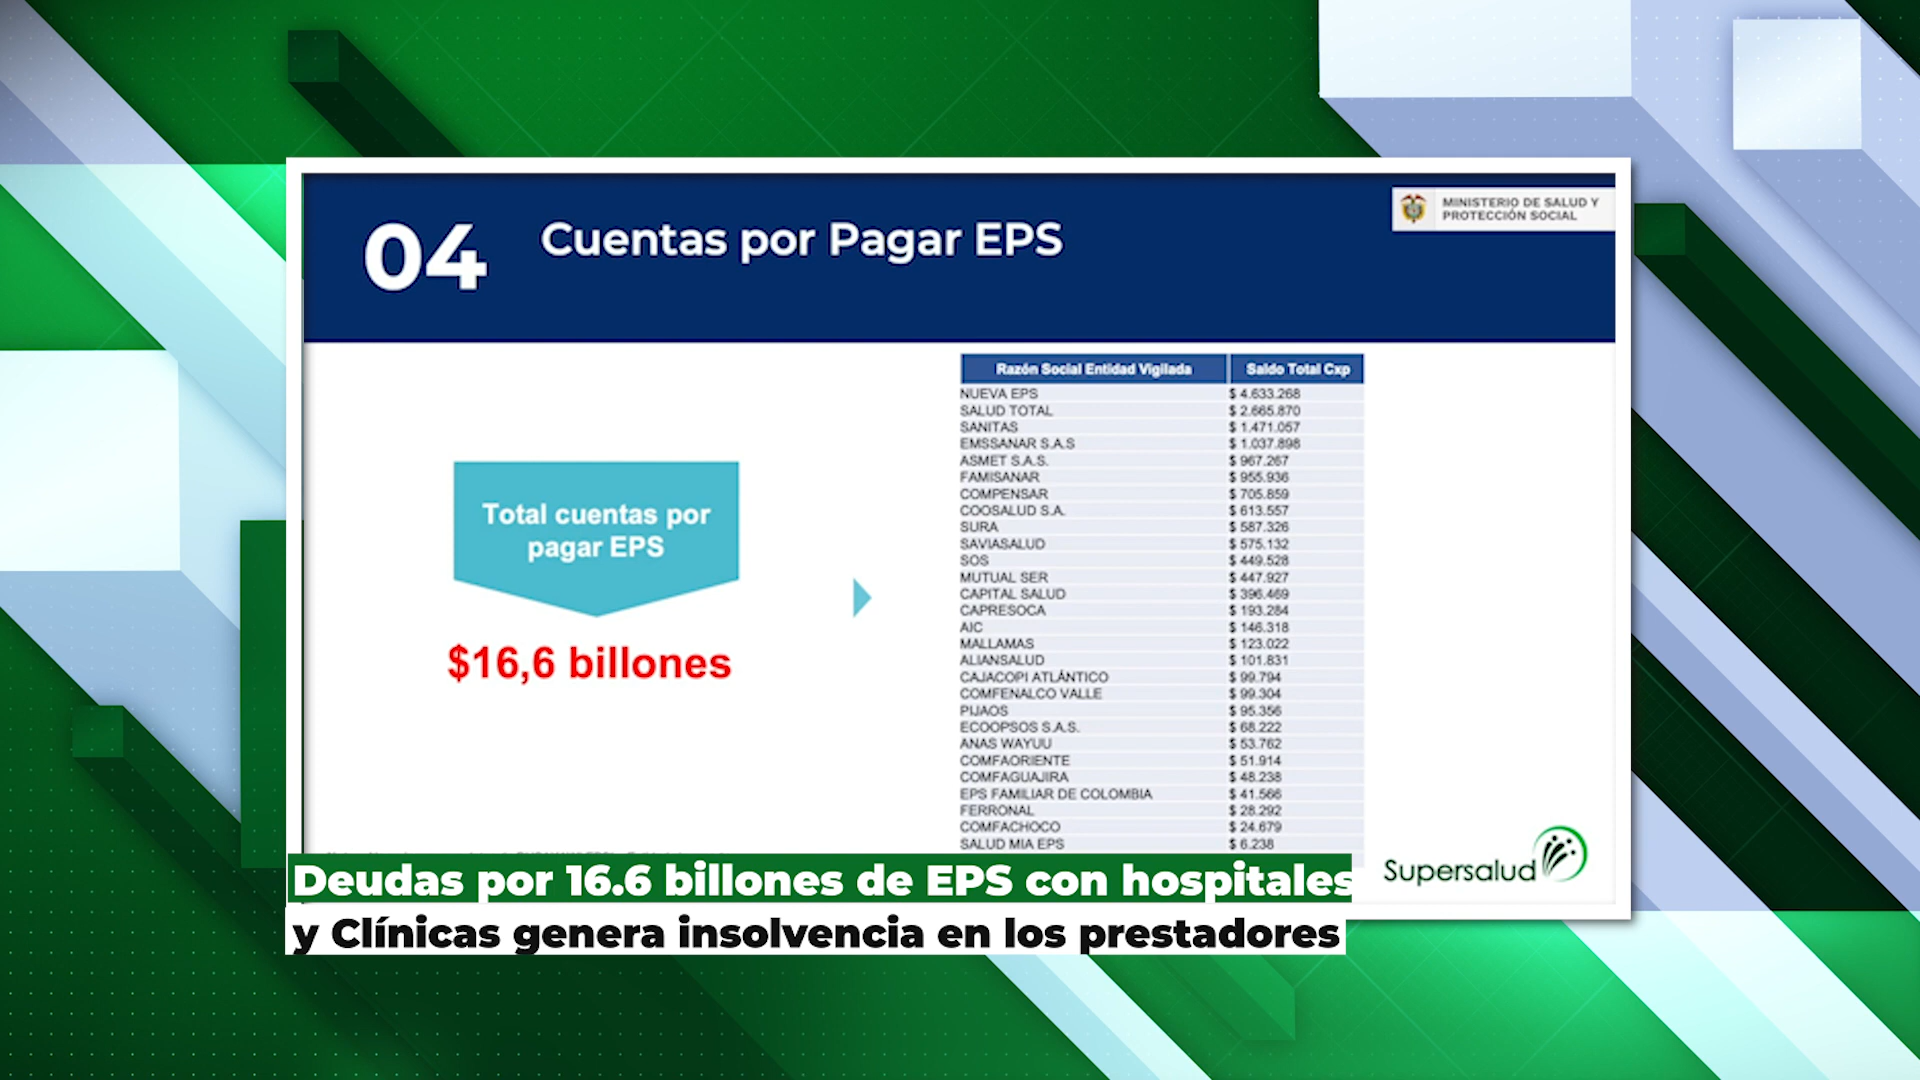 04
Cuentas por Pagar EPS
MINISTERIO DE SALUD Y
PROTECCIÓN SOCIAL
Total cuentas por
pagar EPS
$16,6 billones
Razón Social Entidad Vigilada Saldo Total Cxp
NUEVA EPS $ 4.633.268
SALUD TOTAL $ 2.665.870
SANITAS $ 1.471.057
EMSSANAR S.A.S $ 1.037.898
ASMET S.A.S. $ 967.267
FAMISANAR $ 955.936
COMPENSAR $ 705.859
COOSALUD S.A. $ 613.557
SURA $ 587.326
SAVIASALUD $ 575.132
SOS $ 449.528
MUTUAL SER $ 447.927
CAPITAL SALUD $ 396.469
CAPRESOCA $ 193.284
AIC $ 146.318
MALLAMAS $ 123.022
ALIANSALUD $ 101.831
CAJACOPI ATLÁNTICO $ 99.794
COMFENALCO VALLE $ 99.304
PIJAOS $ 95.356
ECOOPSOS S.A.S. $ 68.222
ANAS WAYUU $ 53.762
COMFAORIENTE $ 51.914
COMFAGUAJIRA $ 48.238
EPS FAMILIAR DE COLOMBIA $ 41.566
FERRONAL $ 28.292
COMFACHOCO $ 24.679
SALUD MIA EPS $ 6.238
Supersalud
Deudas por 16.6 billones de EPS con hospitales
y Clínicas genera insolvencia en los prestadores